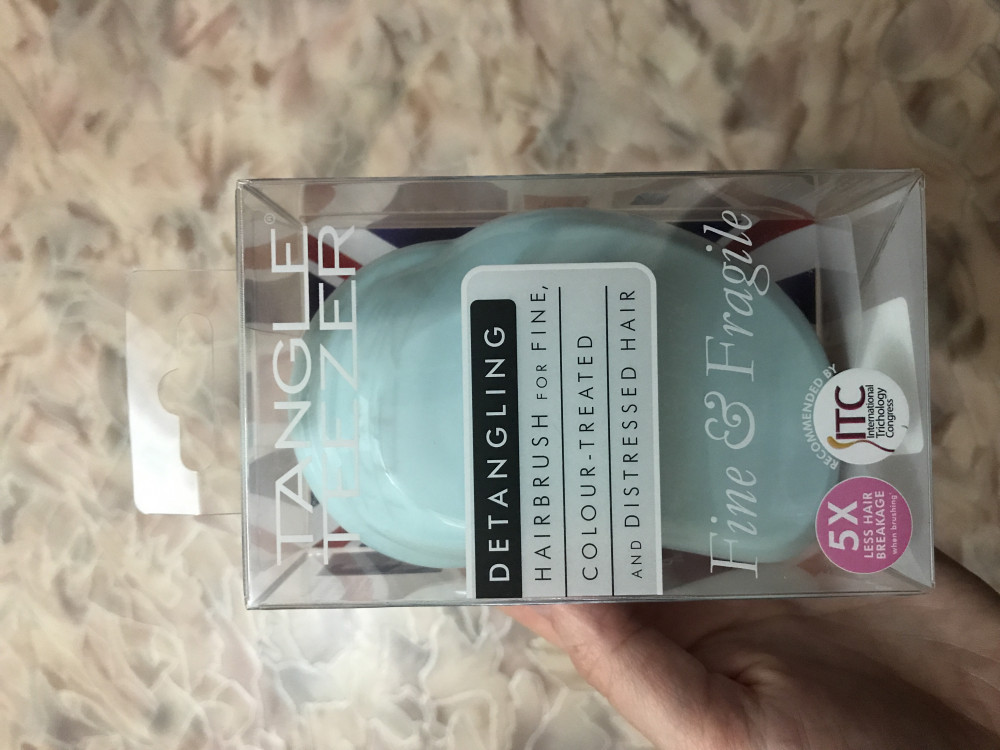 TANGLE®
TEEZER
DETANGLING
HAIRBRUSH FOR FINE,
COLOUR-TREATED
AND DISTRESSED HAIR
Fine & Fragile
RECOMMENDED BY
ITC
International
Trichology
Congress
5X
LESS HAIR
BREAKAGE
when brushing*